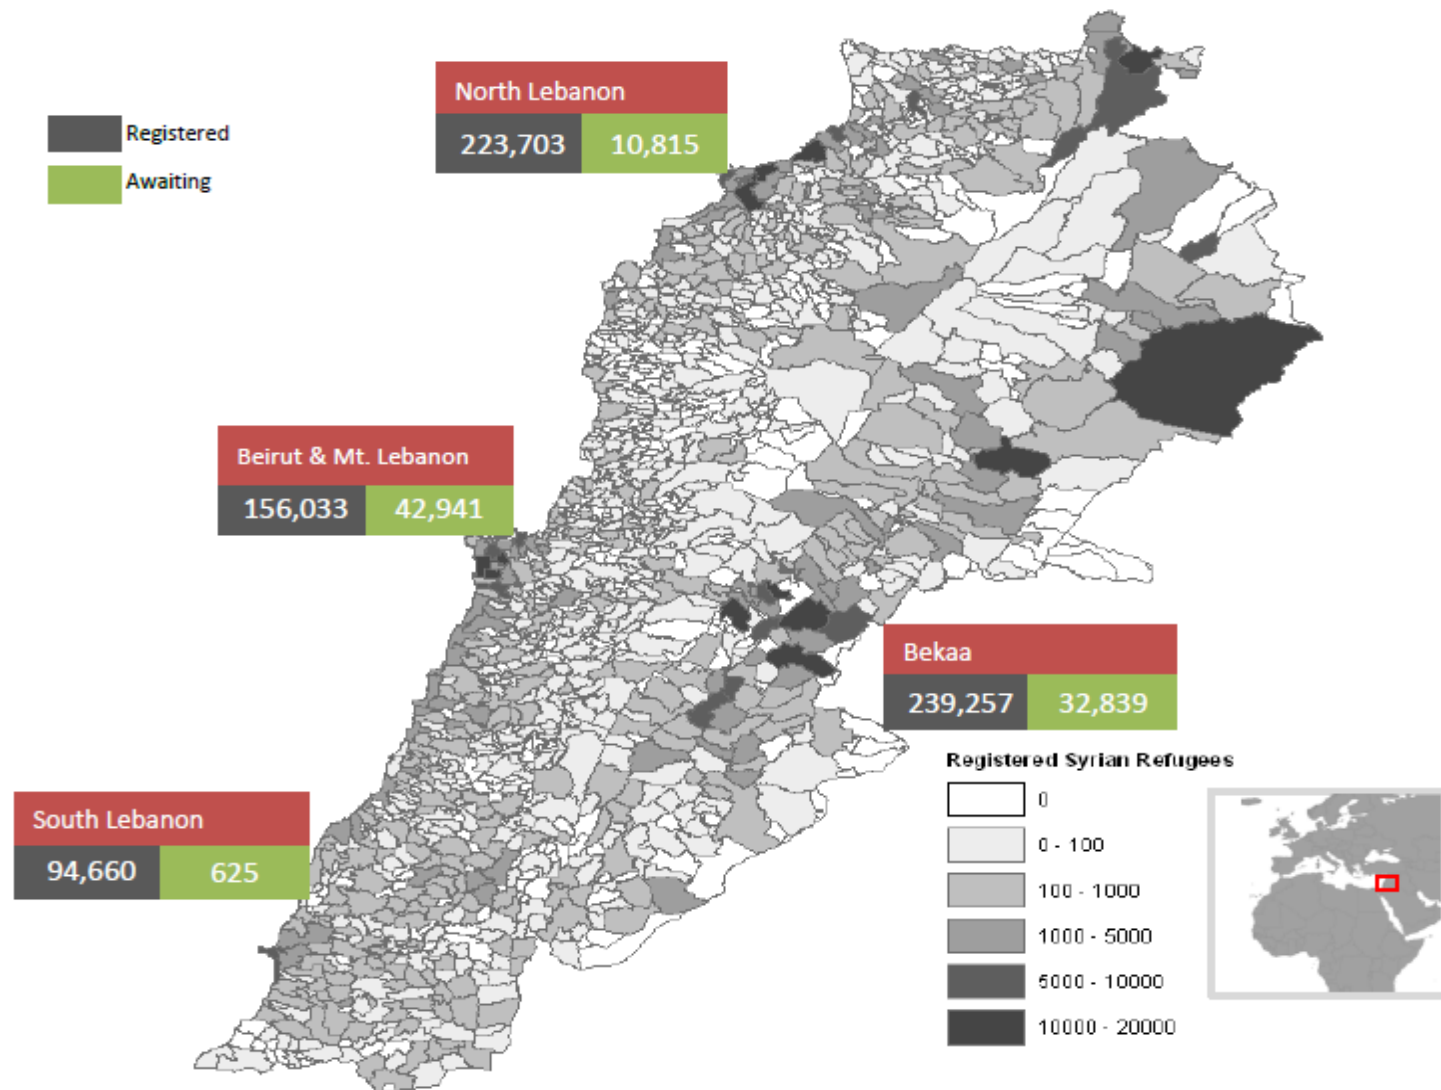 North Lebanon
223,703 10,815
Registered
Awaiting
Beirut & Mt. Lebanon
156,033 42,941
Bekaa
239,257 32,839
South Lebanon
94,660 625
Registered Syrian Refugees
0
0 - 100
100 - 1000
1000 - 5000
5000 - 10000
10000 - 20000